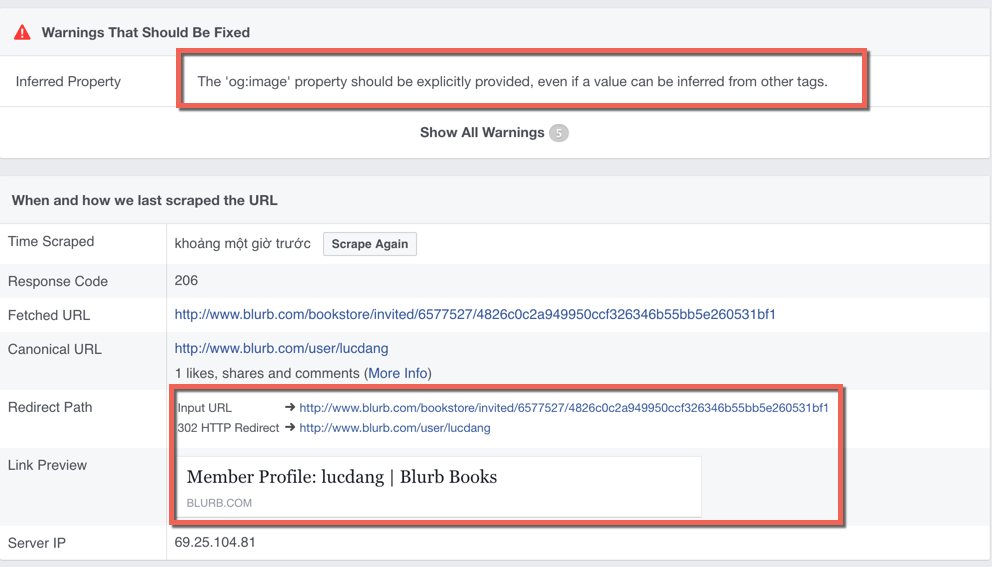 Warnings That Should Be Fixed
Inferred Property The 'og:image' property should be explicitly provided, even if a value can be inferred from other tags.
Show All Warnings 5
When and how we last scraped the URL
Time Scraped khoảng một giờ trước Scrape Again
Response Code 206
Fetched URL http://www.blurb.com/bookstore/invited/6577527/4826c0c2a949950ccf326346b55bb5e260531bf1
Canonical URL http://www.blurb.com/user/lucdang
1 likes, shares and comments (More Info)
Redirect Path Input URL ➔ http://www.blurb.com/bookstore/invited/6577527/4826c0c2a949950ccf326346b55bb5e260531bf1
302 HTTP Redirect ➔ http://www.blurb.com/user/lucdang
Link Preview
Member Profile: lucdang | Blurb Books
BLURB.COM
Server IP 69.25.104.81